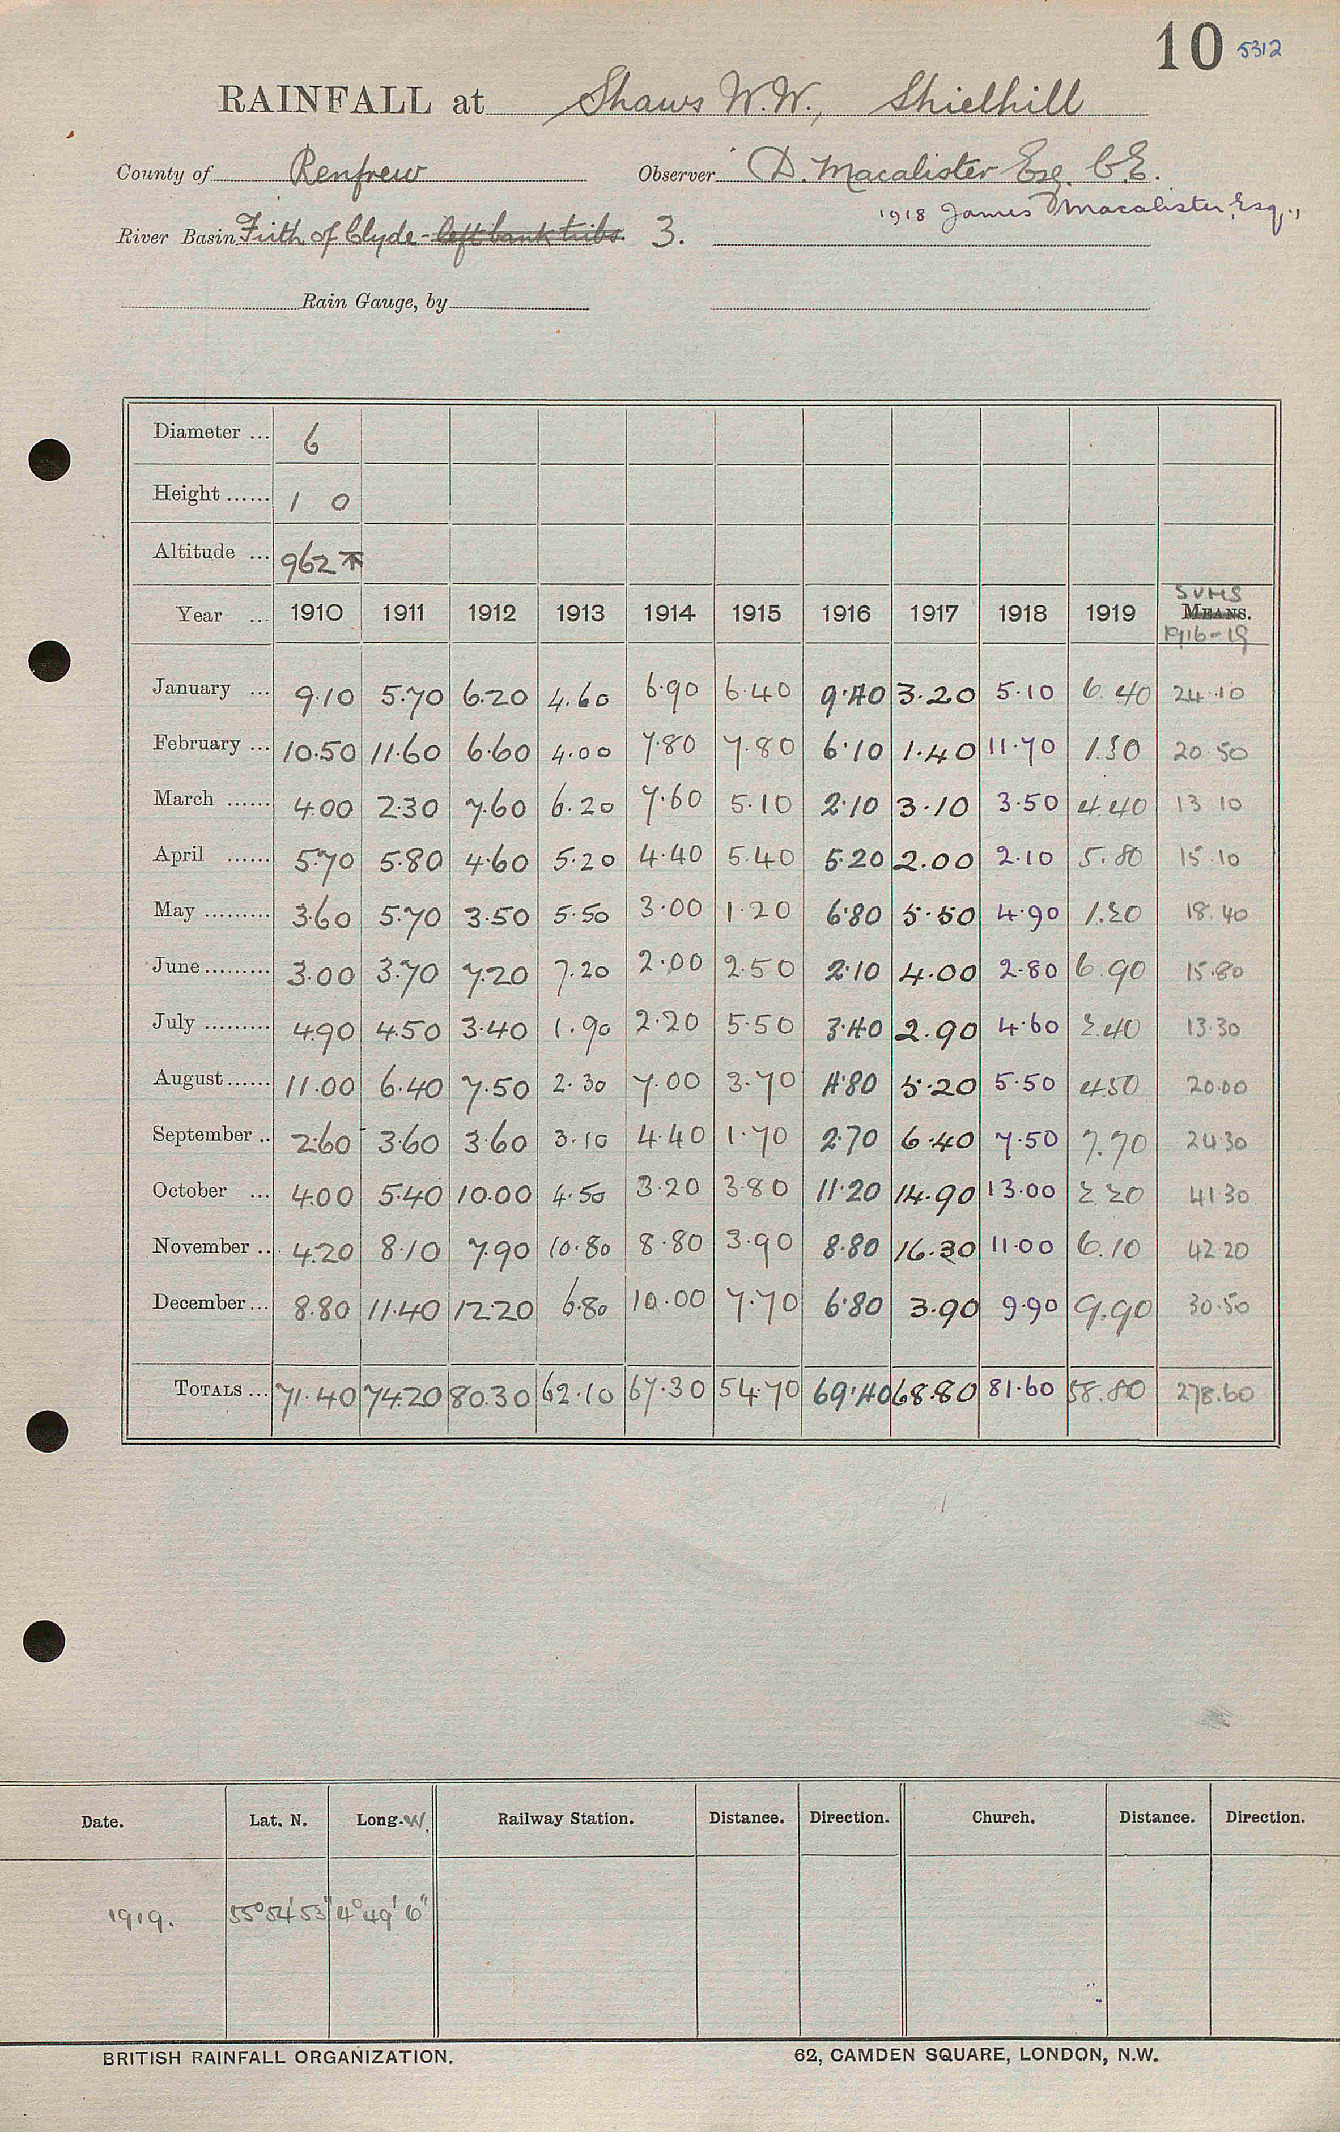 10 5312
RAINFALL at Shaws W.W., Shielhill
County of Renfrew Observer D. Macalister Esq. C.E.
1918 James Macalister, Esq.,
River Basin Firth of Clyde - left bank tribs. 3.
Rain Gauge, by
Diameter ... 6
Height ...... 1 0
Altitude ... 962 ⚹
SUMS
Year ... 1910 1911 1912 1913 1914 1915 1916 1917 1918 1919 MEANS.
1916-19
January ... 9.10 5.70 6.20 4.60 6.90 6.40 9.40 3.20 5.10 6.40 24.10
February ... 10.50 11.60 6.60 4.00 7.80 7.80 6.10 1.40 11.70 1.30 20.50
March ...... 4.00 2.30 7.60 6.20 7.60 5.10 2.10 3.10 3.50 4.40 13.10
April ...... 5.70 5.80 4.60 5.20 4.40 5.40 5.20 2.00 2.10 5.80 15.10
May ......... 3.60 5.70 3.50 5.50 3.00 1.20 6.80 5.50 4.90 1.20 18.40
June ......... 3.00 3.70 7.20 7.20 2.00 2.50 2.10 4.00 2.80 6.90 15.80
July ......... 4.90 4.50 3.40 1.90 2.20 5.50 3.40 2.90 4.60 2.40 13.30
August ...... 11.00 6.40 7.50 2.30 7.00 3.70 4.80 5.20 5.50 4.50 20.00
September .. 2.60 3.60 3.60 3.10 4.40 1.70 2.70 6.40 7.50 7.70 24.30
October ... 4.00 5.40 10.00 4.50 3.20 3.80 11.20 14.90 13.00 2.20 41.30
November .. 4.20 8.10 7.90 10.80 8.80 3.90 8.80 16.30 11.00 6.10 42.20
December ... 8.80 11.40 12.20 6.80 10.00 7.70 6.80 3.90 9.90 9.90 30.50
TOTALS ... 71.40 74.20 80.30 62.10 67.30 54.70 69.40 68.80 81.60 58.80 278.60
Date. Lat. N. Long. W. Railway Station. Distance. Direction. Church. Distance. Direction.
1919. 55° 54' 53" 4° 49' 6"
BRITISH RAINFALL ORGANIZATION. 62, CAMDEN SQUARE, LONDON, N.W.